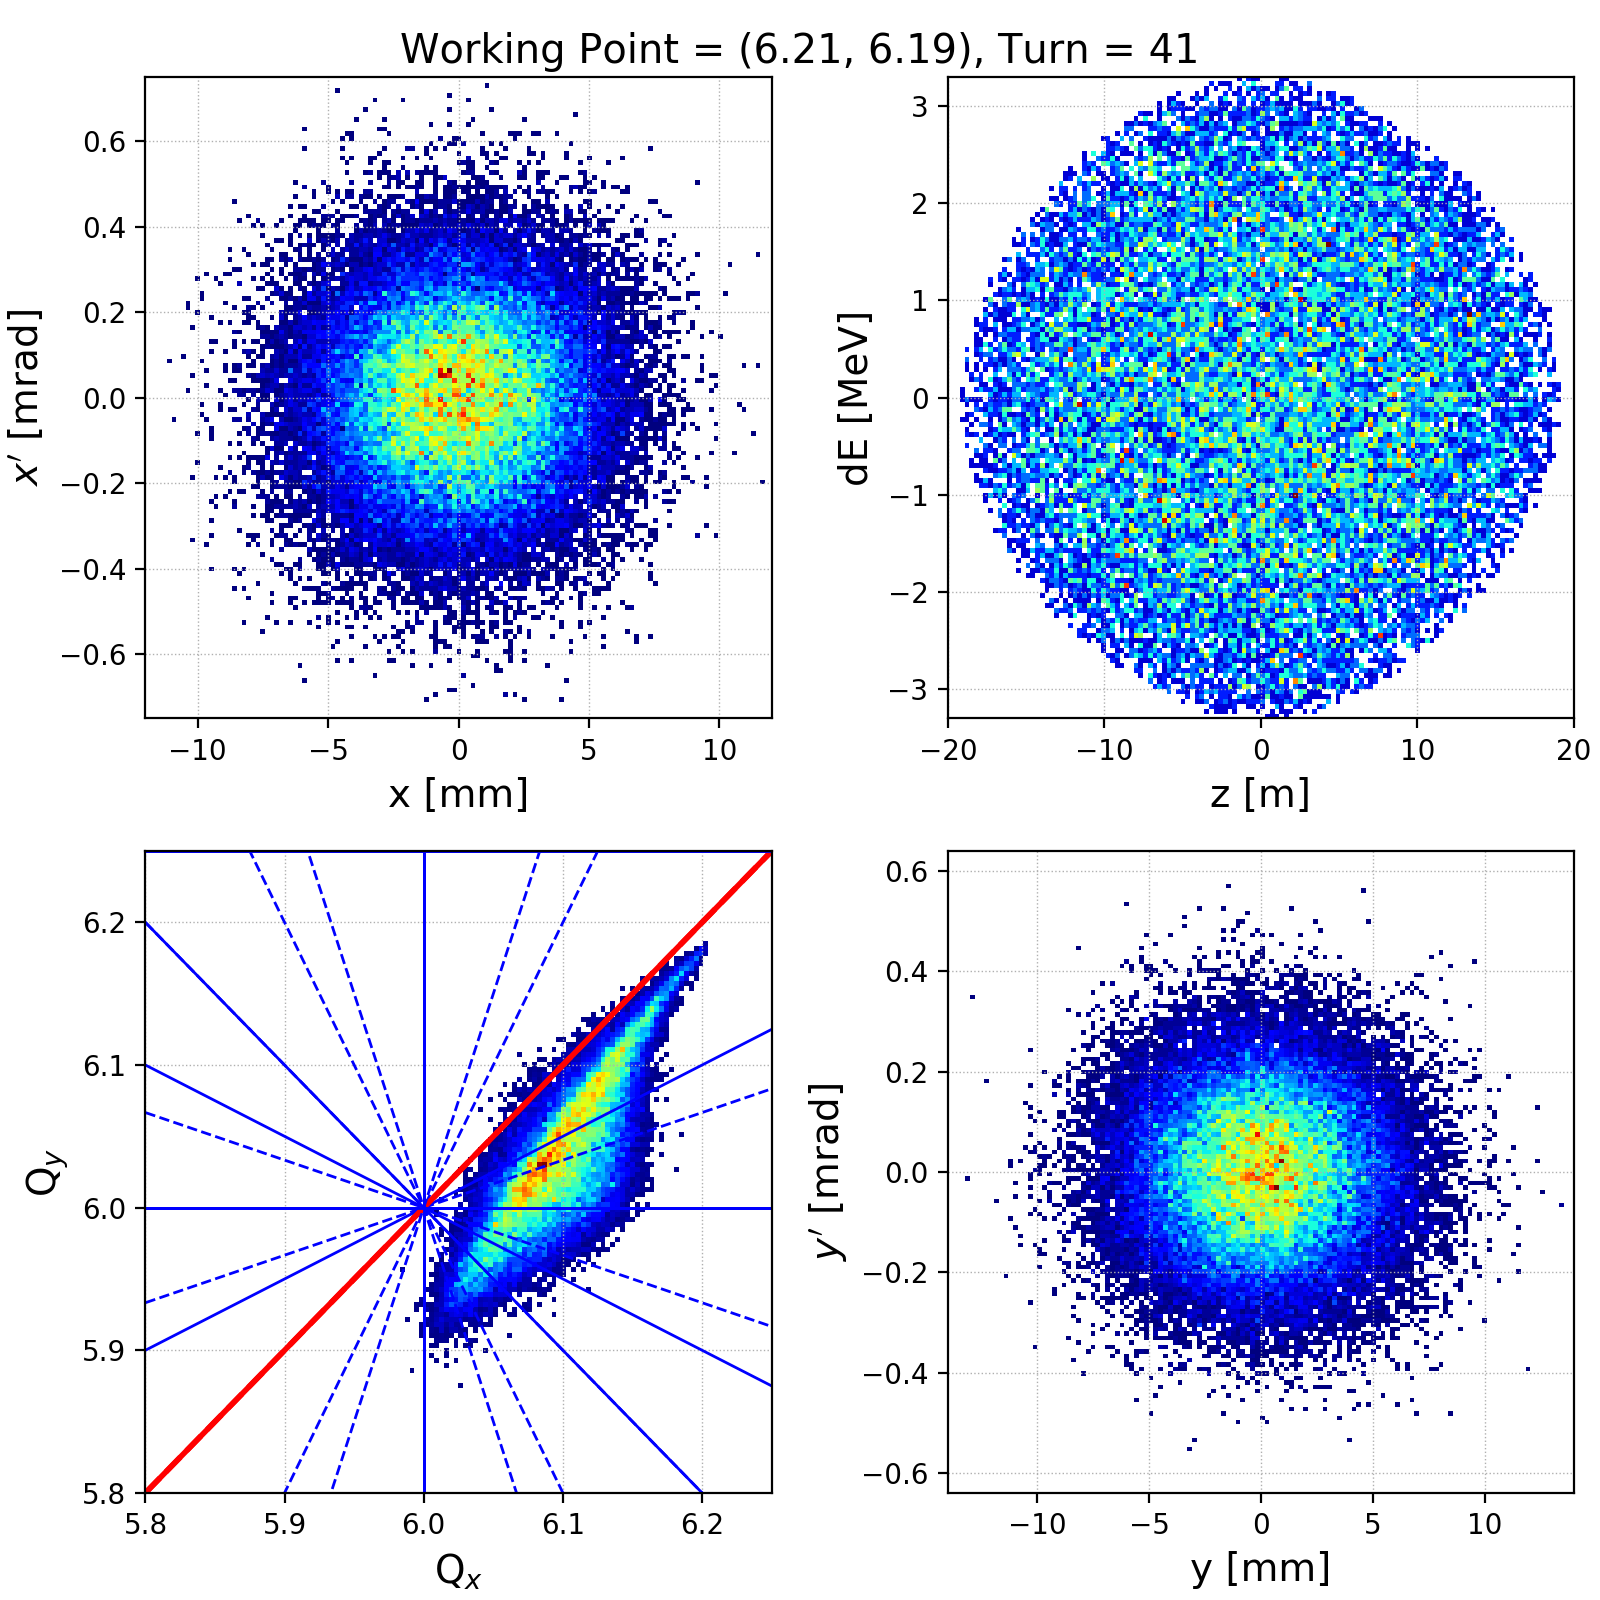 Working Point = (6.21, 6.19), Turn = 41
0.6
0.4
0.2
0.0
−0.2
−0.4
−0.6
x′ [mrad]
−10 −5 0 5 10
x [mm]
3
2
1
0
−1
−2
−3
dE [MeV]
−20 −10 0 10 20
z [m]
6.2
6.1
6.0
5.9
5.8
Qy
5.8 5.9 6.0 6.1 6.2
Qx
0.6
0.4
0.2
0.0
−0.2
−0.4
−0.6
y′ [mrad]
−10 −5 0 5 10
y [mm]